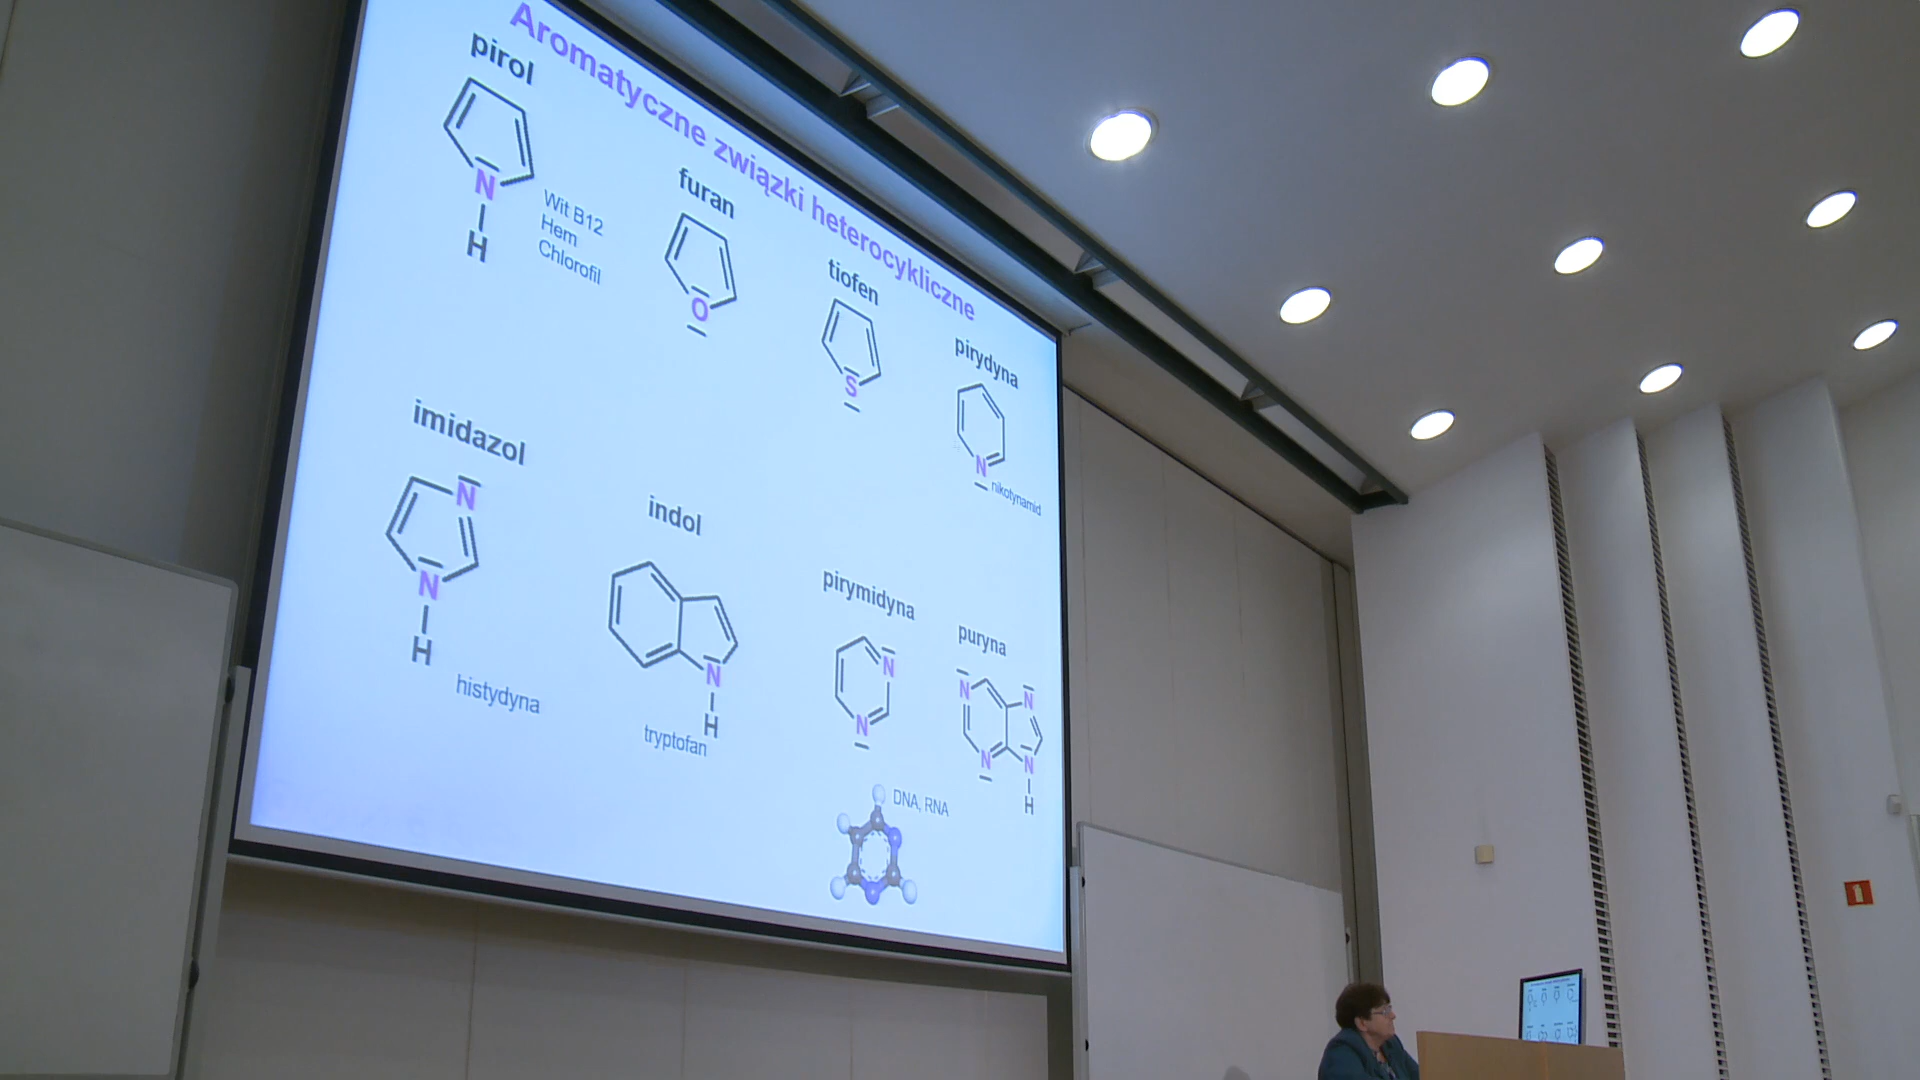 Aromatyczne związki heterocykliczne
pirol
N
H
Wit B12
Hem
Chlorofil
furan
O
tiofen
S
pirydyna
N
nikotynamid
imidazol
N
N
H
histydyna
indol
N
H
tryptofan
pirymidyna
N
N
puryna
N
N
N
N
H
DNA, RNA